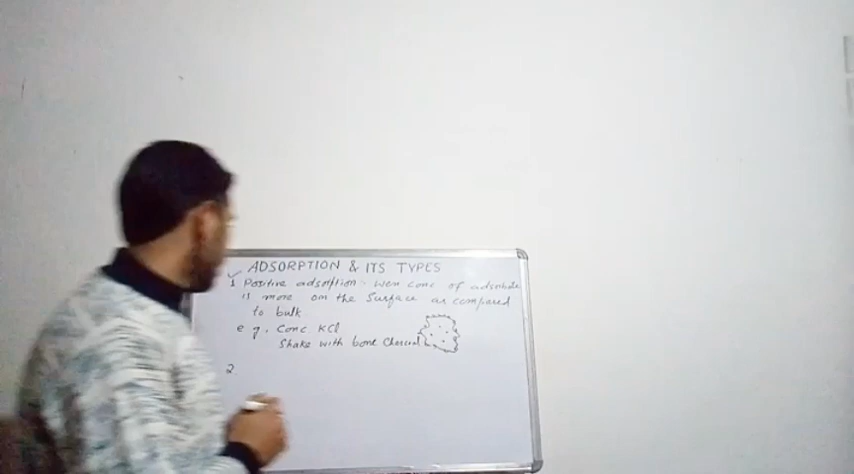 ADSORPTION & ITS TYPES
1 Positive adsorption - wen conc of adsorbate
is more on the surface as compared
to bulk
e g. Conc KCl
Shake with bone Charcoal
2.